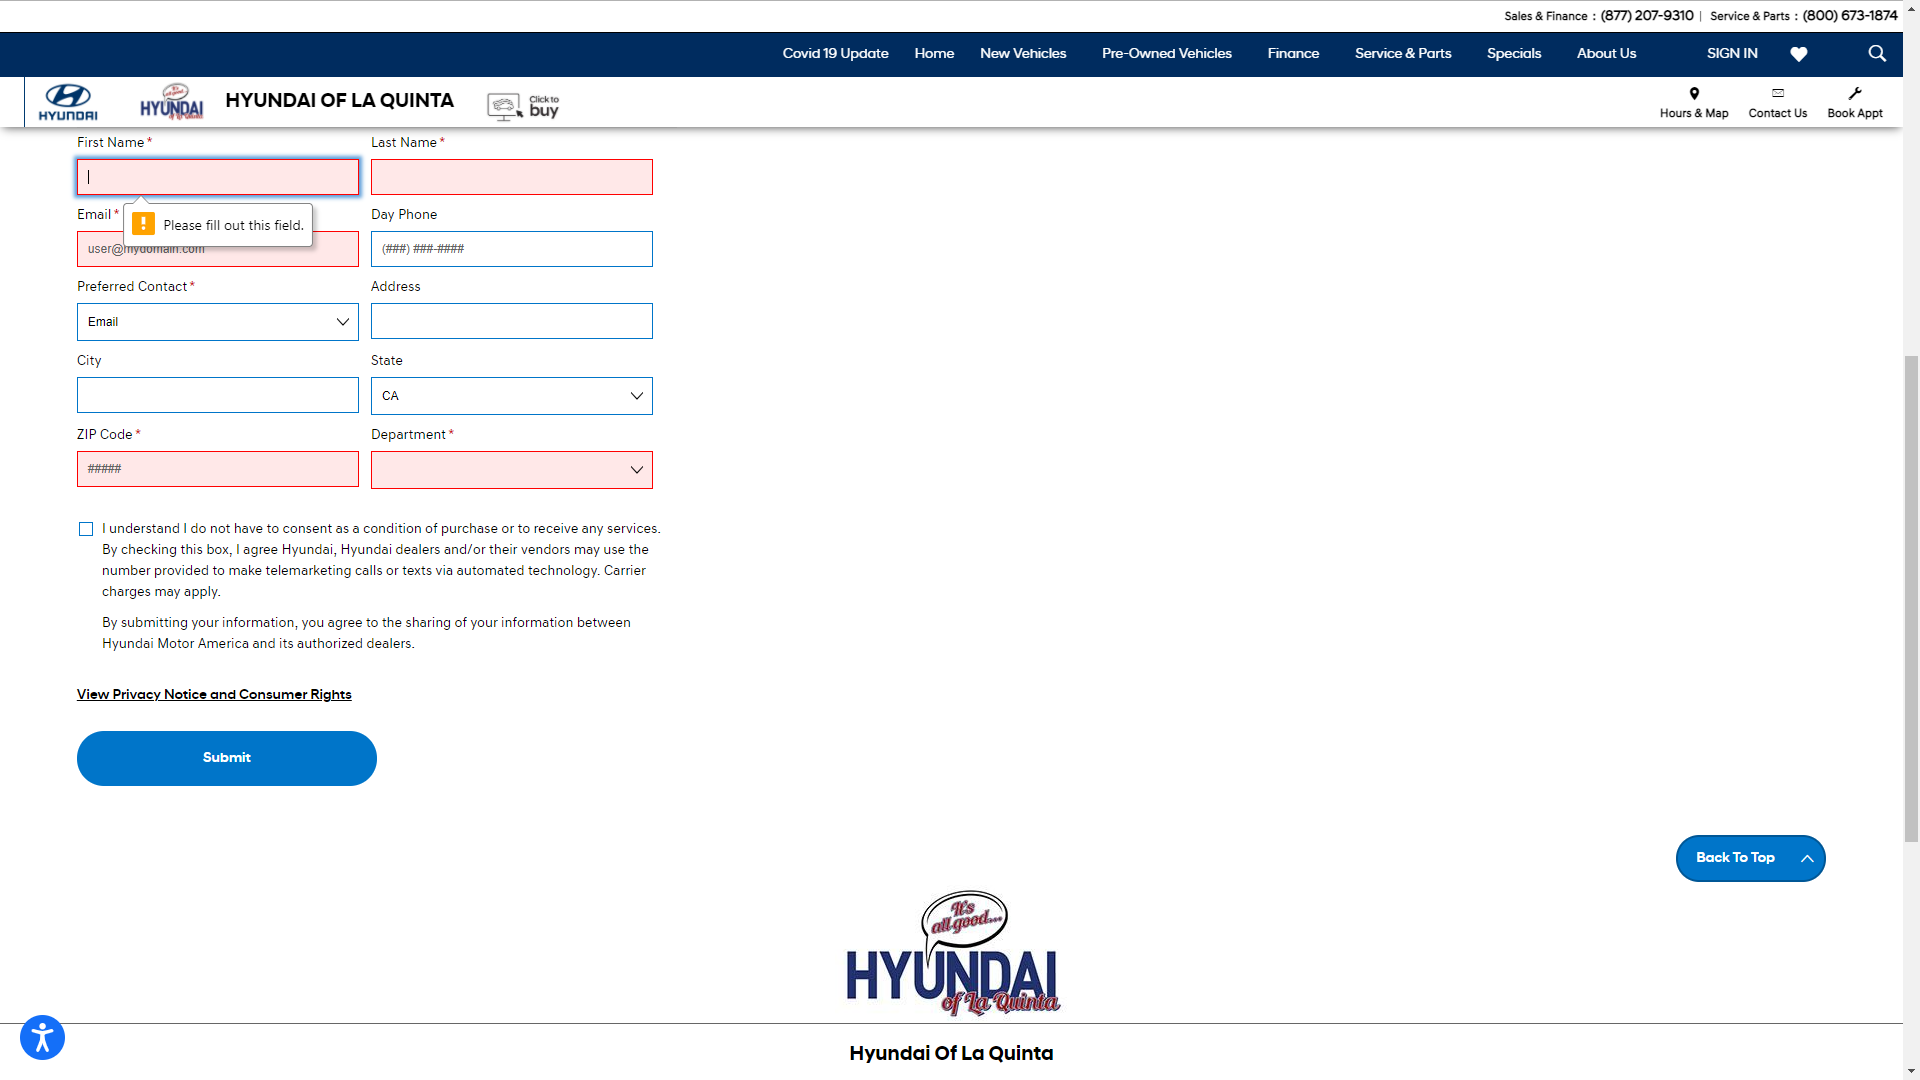 Sales & Finance : (877) 207-9310 | Service & Parts : (800) 673-1874
Covid 19 Update Home New Vehicles Pre-Owned Vehicles Finance Service & Parts Specials About Us SIGN IN
HYUNDAI
It's all good...
HYUNDAI
of La Quinta
HYUNDAI OF LA QUINTA
Click to
buy
Hours & Map Contact Us Book Appt
First Name * Last Name *
Email * Day Phone
! Please fill out this field.
user@mydomain.com (###) ###-####
Preferred Contact * Address
Email
City State
CA
ZIP Code * Department *
#####
I understand I do not have to consent as a condition of purchase or to receive any services.
By checking this box, I agree Hyundai, Hyundai dealers and/or their vendors may use the
number provided to make telemarketing calls or texts via automated technology. Carrier
charges may apply.
By submitting your information, you agree to the sharing of your information between
Hyundai Motor America and its authorized dealers.
View Privacy Notice and Consumer Rights
Submit
Back To Top
It's
all good...
HYUNDAI
of La Quinta
Hyundai Of La Quinta